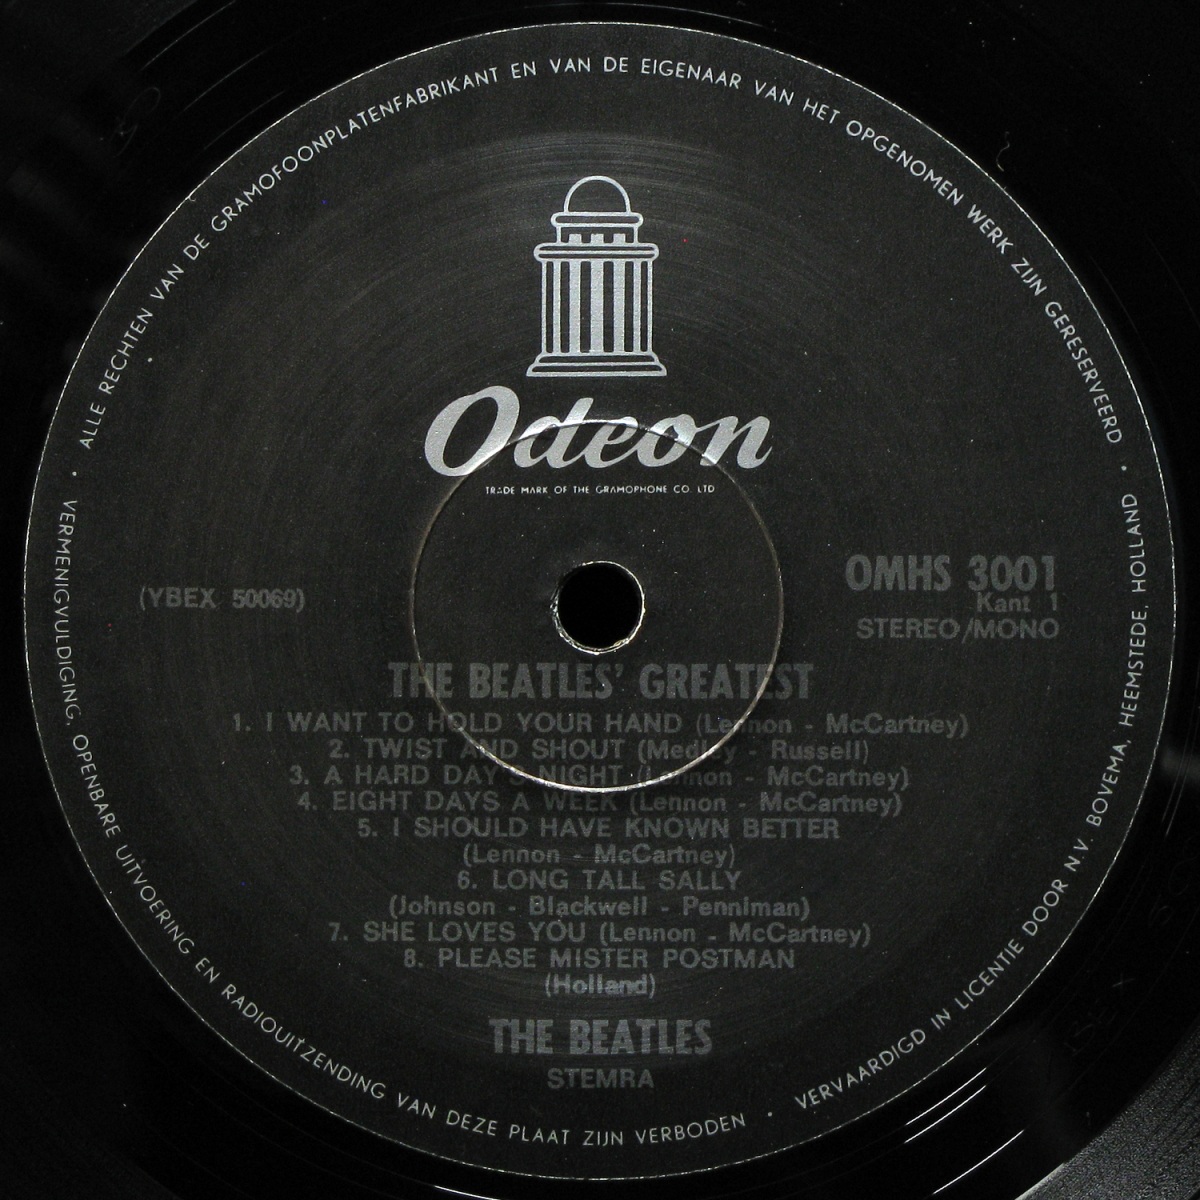 ALLE RECHTEN VAN DE GRAMOFOONPLATENFABRIKANT EN VAN DE EIGENAAR VAN HET OPGENOMEN WERK ZIJN GERESERVEERD •
Odeon
TRADE MARK OF THE GRAMOPHONE CO. LTD
(YBEX 50069)
OMHS 3001
Kant 1
STEREO/MONO
THE BEATLES' GREATEST
1. I WANT TO HOLD YOUR HAND (Lennon - McCartney)
2. TWIST AND SHOUT (Medley - Russell)
3. A HARD DAY'S NIGHT (Lennon - McCartney)
4. EIGHT DAYS A WEEK (Lennon - McCartney)
5. I SHOULD HAVE KNOWN BETTER
(Lennon - McCartney)
6. LONG TALL SALLY
(Johnson - Blackwell - Penniman)
7. SHE LOVES YOU (Lennon - McCartney)
8. PLEASE MISTER POSTMAN
(Holland)
THE BEATLES
STEMRA
• VERMENIGVULDIGING, OPENBARE UITVOERING EN RADIOUITZENDING VAN DEZE PLAAT ZIJN VERBODEN •
VERVAARDIGD IN LICENTIE DOOR N.V. BOVEMA, HEEMSTEDE, HOLLAND